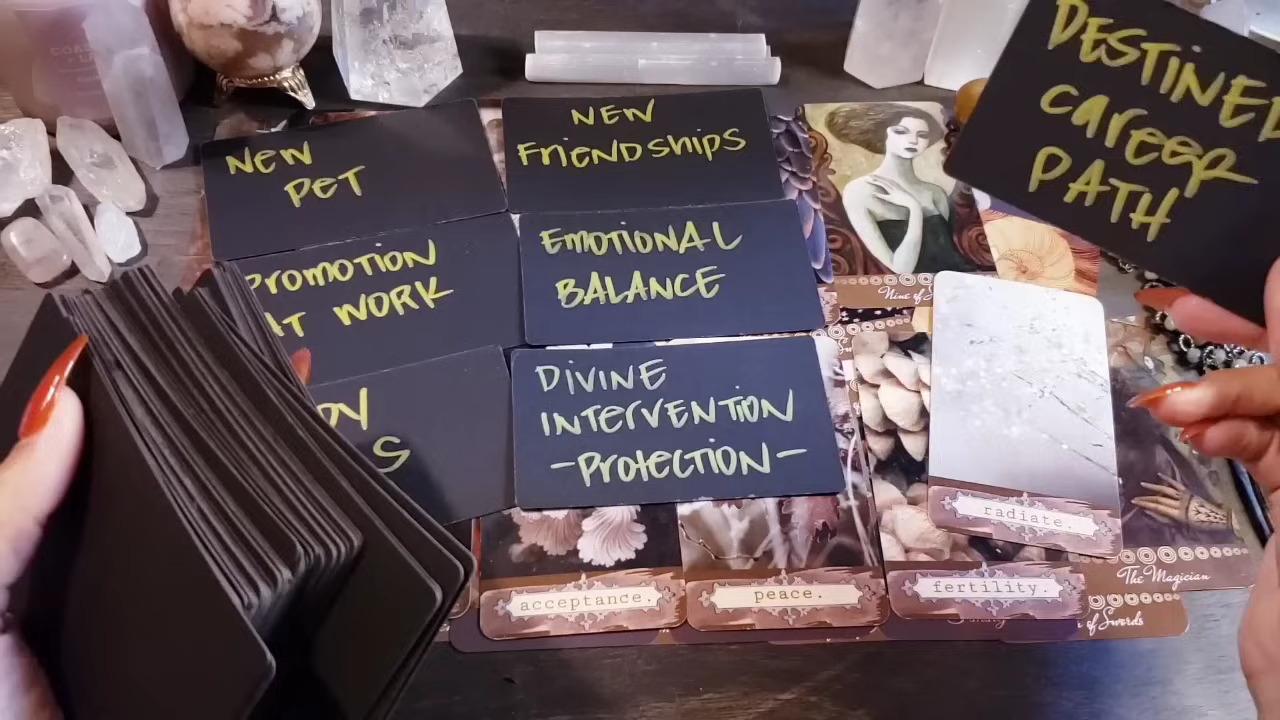 NEW
PET
NEW
FRIENDSHIPS
DESTINED
CAREER
PATH
PROMOTION
AT WORK
EMOTIONAL
BALANCE
DIVINE
INTERVENTION
-PROTECTION-
Nine of
radiate.
The Magician
acceptance.
peace.
fertility.
of Swords